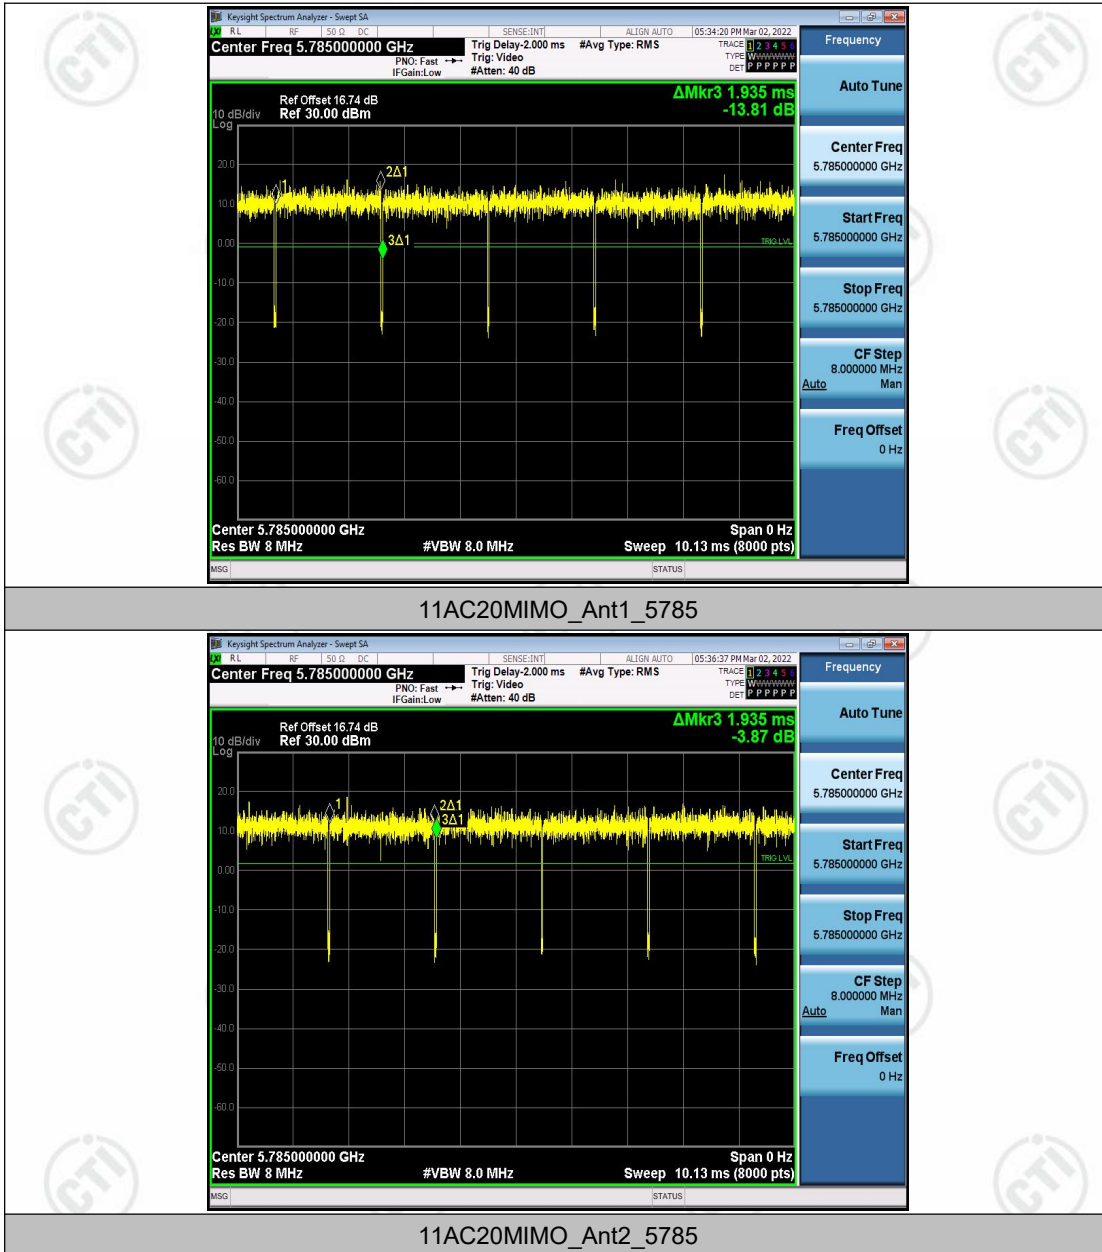 Keysight Spectrum Analyzer - Swept SA
LXI RL RF 50 Ω DC SENSE:INT ALIGN AUTO 05:34:20 PM Mar 02, 2022
Center Freq 5.785000000 GHz
PNO: Fast
IFGain:Low
Trig Delay-2.000 ms
Trig: Video
#Atten: 40 dB
#Avg Type: RMS
TRACE 1 2 3 4 5 6
TYPE W
DET P P P P P P
Frequency
Auto Tune
Center Freq
5.785000000 GHz
Start Freq
5.785000000 GHz
Stop Freq
5.785000000 GHz
CF Step
8.000000 MHz
Auto Man
Freq Offset
0 Hz
ΔMkr3 1.935 ms
-13.81 dB
Ref Offset 16.74 dB
10 dB/div Ref 30.00 dBm
Log
20.0
10.0
0.00
-10.0
-20.0
-30.0
-40.0
-50.0
-60.0
1
2Δ1
3Δ1
TRIG LVL
Center 5.785000000 GHz Span 0 Hz
Res BW 8 MHz #VBW 8.0 MHz Sweep 10.13 ms (8000 pts)
MSG STATUS
11AC20MIMO_Ant1_5785
Keysight Spectrum Analyzer - Swept SA
LXI RL RF 50 Ω DC SENSE:INT ALIGN AUTO 05:36:37 PM Mar 02, 2022
Center Freq 5.785000000 GHz
PNO: Fast
IFGain:Low
Trig Delay-2.000 ms
Trig: Video
#Atten: 40 dB
#Avg Type: RMS
TRACE 1 2 3 4 5 6
TYPE W
DET P P P P P P
Frequency
Auto Tune
Center Freq
5.785000000 GHz
Start Freq
5.785000000 GHz
Stop Freq
5.785000000 GHz
CF Step
8.000000 MHz
Auto Man
Freq Offset
0 Hz
ΔMkr3 1.935 ms
-3.87 dB
Ref Offset 16.74 dB
10 dB/div Ref 30.00 dBm
Log
20.0
10.0
0.00
-10.0
-20.0
-30.0
-40.0
-50.0
-60.0
1
2Δ1
3Δ1
TRIG LVL
Center 5.785000000 GHz Span 0 Hz
Res BW 8 MHz #VBW 8.0 MHz Sweep 10.13 ms (8000 pts)
MSG STATUS
11AC20MIMO_Ant2_5785
CTI
CTI
CTI
CTI
CTI
CTI
CTI
CTI